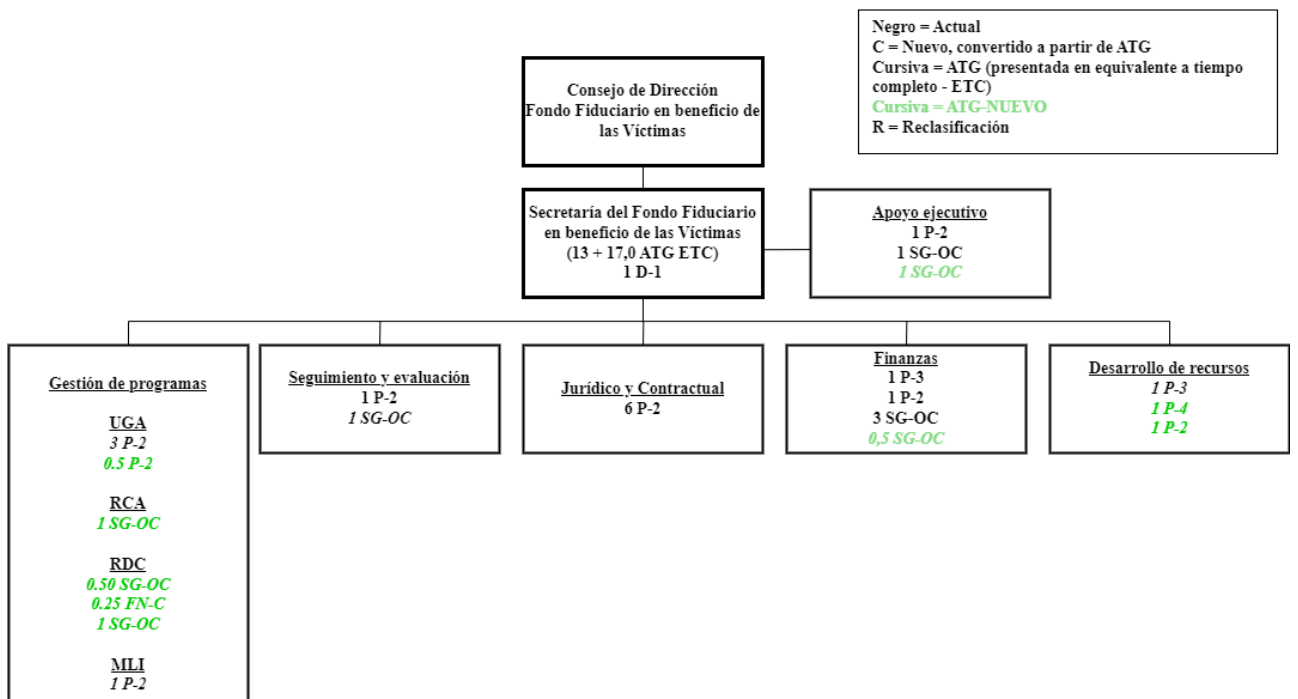 Negro = Actual
C = Nuevo, convertido a partir de ATG
Cursiva = ATG (presentada en equivalente a tiempo
completo - ETC)
Cursiva = ATG-NUEVO
R = Reclasificación
Consejo de Dirección
Fondo Fiduciario en beneficio de
las Víctimas
Secretaría del Fondo Fiduciario
en beneficio de las Víctimas
(13 + 17,0 ATG ETC)
1 D-1
Apoyo ejecutivo
1 P-2
1 SG-OC
1 SG-OC
Gestión de programas
UGA
3 P-2
0.5 P-2
RCA
1 SG-OC
RDC
0.50 SG-OC
0.25 FN-C
1 SG-OC
MLI
1 P-2
Seguimiento y evaluación
1 P-2
1 SG-OC
Jurídico y Contractual
6 P-2
Finanzas
1 P-3
1 P-2
3 SG-OC
0,5 SG-OC
Desarrollo de recursos
1 P-3
1 P-4
1 P-2